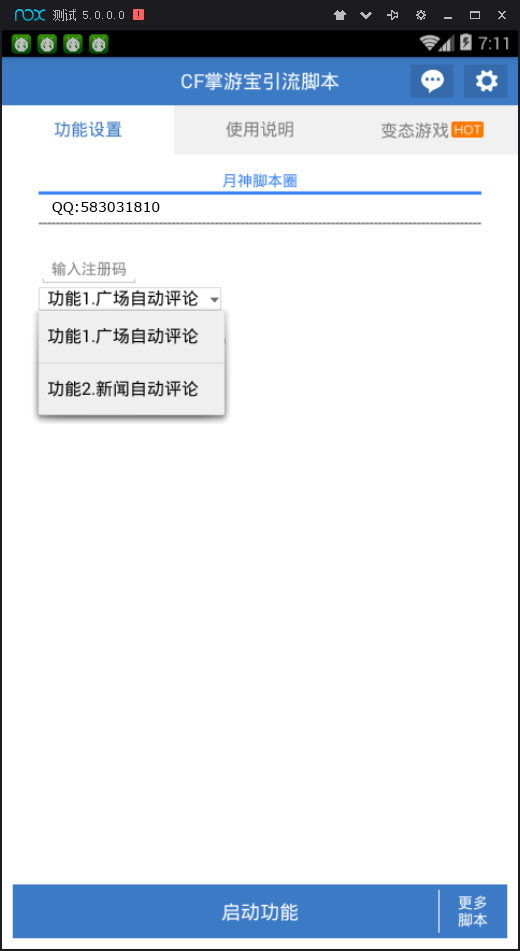 nox 测试 5.0.0.0
7:11
CF掌游宝引流脚本
功能设置 使用说明 变态游戏 HOT
月神脚本圈
QQ:583031810
输入注册码
功能1.广场自动评论
功能1.广场自动评论
功能2.新闻自动评论
启动功能
更多
脚本